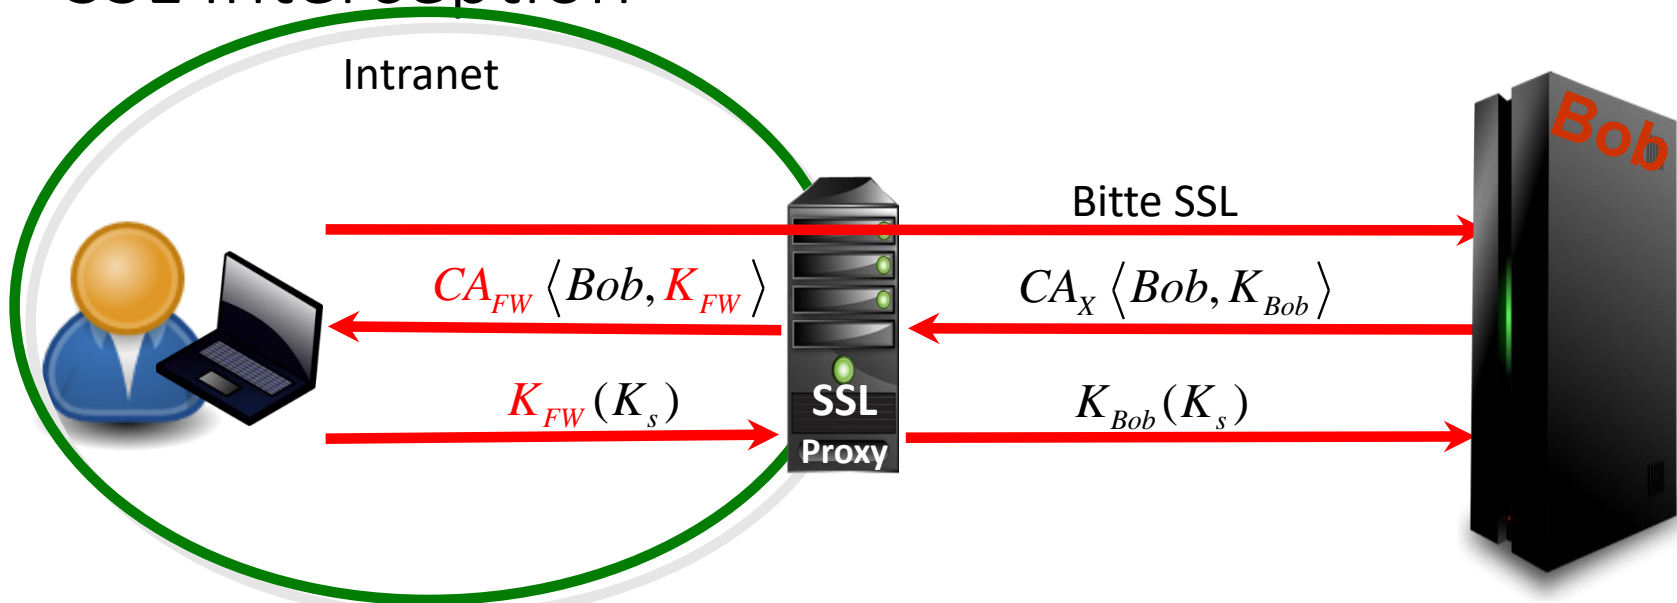 Intranet
Bob
Bitte SSL
CA_FW ⟨Bob, K_FW⟩
CA_X ⟨Bob, K_Bob⟩
K_FW (K_s)
K_Bob (K_s)
SSL
Proxy